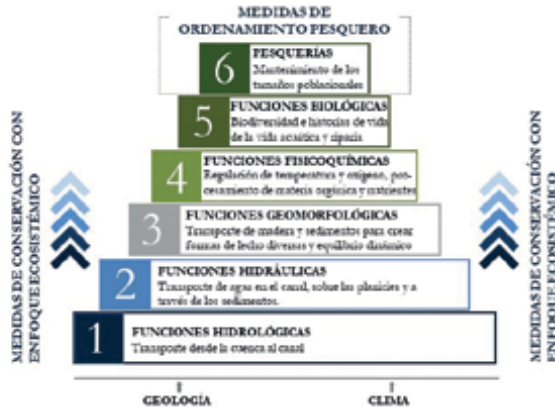 MEDIDAS DE
ORDENAMIENTO PESQUERO
6
PESQUERÍAS
Mantenimiento de los
tamaños poblacionales
5
FUNCIONES BIOLÓGICAS
Biodiversidad e historias de vida
de la vida acuática y riparia
4
FUNCIONES FISICOQUÍMICAS
Regulación de temperatura y oxígeno, pro-
cesamiento de materia orgánica y nutrientes
3
FUNCIONES GEOMORFOLÓGICAS
Transporte de madera y sedimentos para crear
formas de lecho diversas y equilibrio dinámico
2
FUNCIONES HIDRÁULICAS
Transporte de agua en el canal, sobre las planicies y a
través de los sedimentos.
1
FUNCIONES HIDROLÓGICAS
Transporte desde la cuenca al canal
GEOLOGÍA
CLIMA
MEDIDAS DE CONSERVACIÓN CON
ENFOQUE ECOSISTÉMICO
MEDIDAS DE CONSERVACIÓN CON